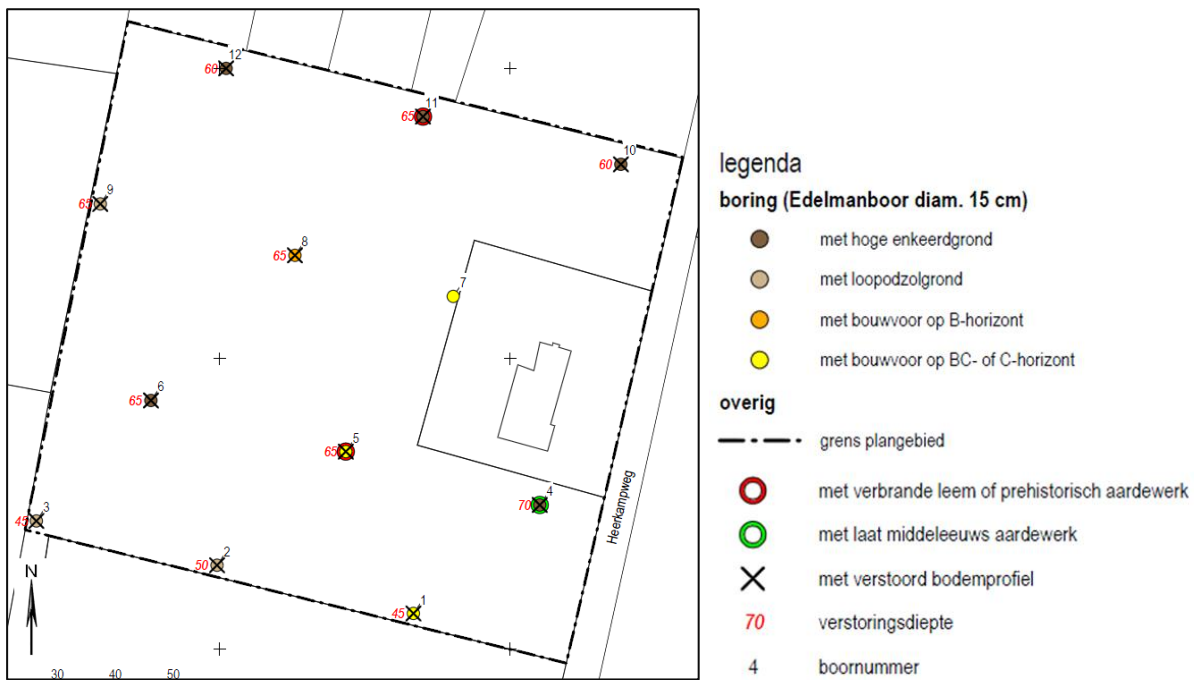 12
60
11
65
10
60
9
65
8
65
7
6
65
5
65
4
70
3
45
2
50
1
45
Heerkampweg
N
30 40 50
legenda
boring (Edelmanboor diam. 15 cm)
met hoge enkeerdgrond
met loopodzolgrond
met bouwvoor op B-horizont
met bouwvoor op BC- of C-horizont
overig
grens plangebied
met verbrande leem of prehistorisch aardewerk
met laat middeleeuws aardewerk
met verstoord bodemprofiel
70 verstoringsdiepte
4 boornummer